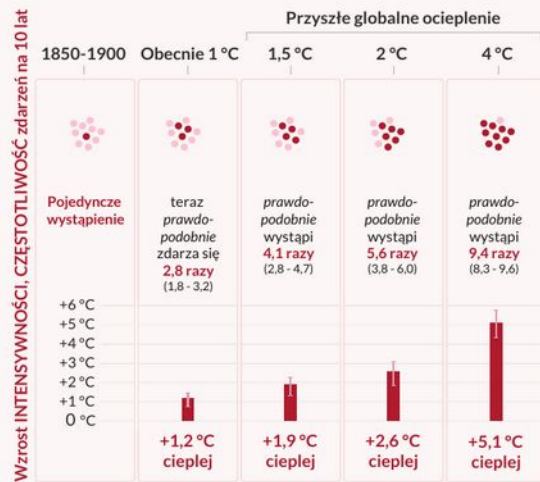 Wzrost INTENSYWNOŚCI, CZĘSTOTLIWOŚĆ zdarzeń na 10 lat
Przyszłe globalne ocieplenie
1850-1900
Obecnie 1 °C
1,5 °C
2 °C
4 °C
Pojedyncze
wystąpienie
teraz
prawdo-
podobnie
zdarza się
2,8 razy
(1,8 - 3,2)
prawdo-
podobnie
wystąpi
4,1 razy
(2,8 - 4,7)
prawdo-
podobnie
wystąpi
5,6 razy
(3,8 - 6,0)
prawdo-
podobnie
wystąpi
9,4 razy
(8,3 - 9,6)
+6 °C
+5 °C
+4 °C
+3 °C
+2 °C
+1 °C
0 °C
+1,2 °C
cieplej
+1,9 °C
cieplej
+2,6 °C
cieplej
+5,1 °C
cieplej